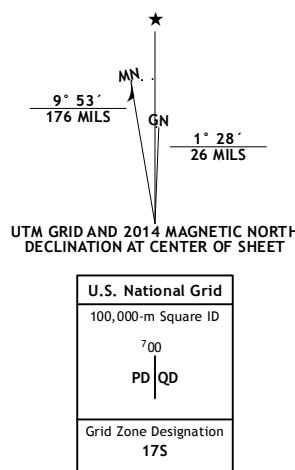 ★
MN
9° 53´
176 MILS
GN
1° 28´
26 MILS
UTM GRID AND 2014 MAGNETIC NORTH
DECLINATION AT CENTER OF SHEET
U.S. National Grid
100,000-m Square ID
⁷00
PD QD
Grid Zone Designation
17S